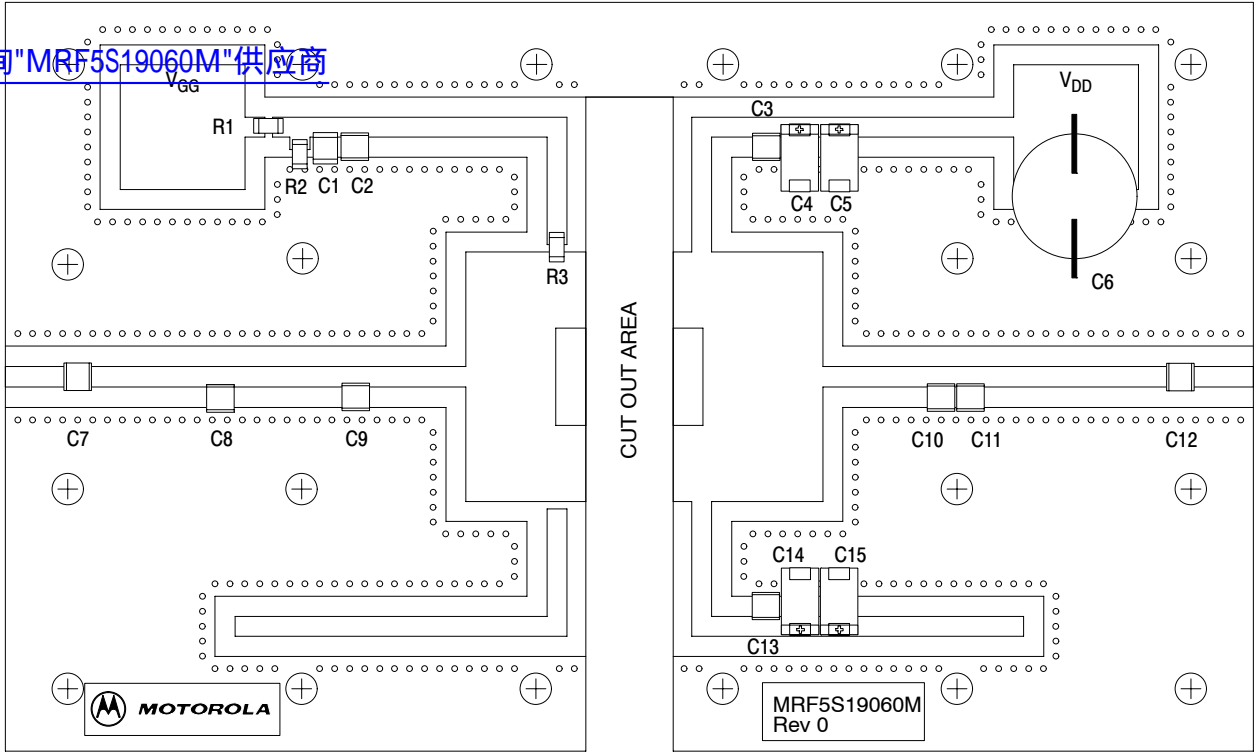 询"MRF5S19060M"供应商
VGG
VDD
C3
R1
R2 C1 C2
C4 C5
R3
C6
CUT OUT AREA
C7
C8
C9
C10
C11
C12
C14
C15
C13
MOTOROLA
MRF5S19060M
Rev 0